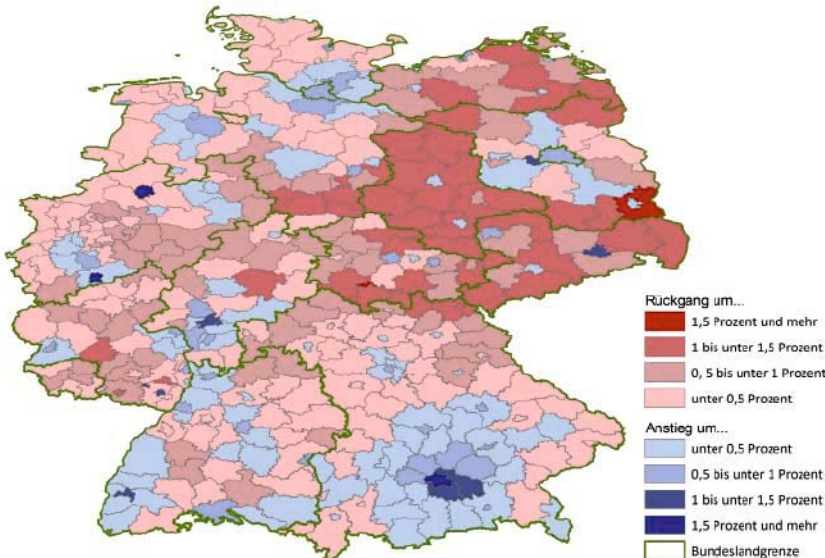 Rückgang um...
1,5 Prozent und mehr
1 bis unter 1,5 Prozent
0, 5 bis unter 1 Prozent
unter 0,5 Prozent
Anstieg um...
unter 0,5 Prozent
0,5 bis unter 1 Prozent
1 bis unter 1,5 Prozent
1,5 Prozent und mehr
Bundeslandgrenze